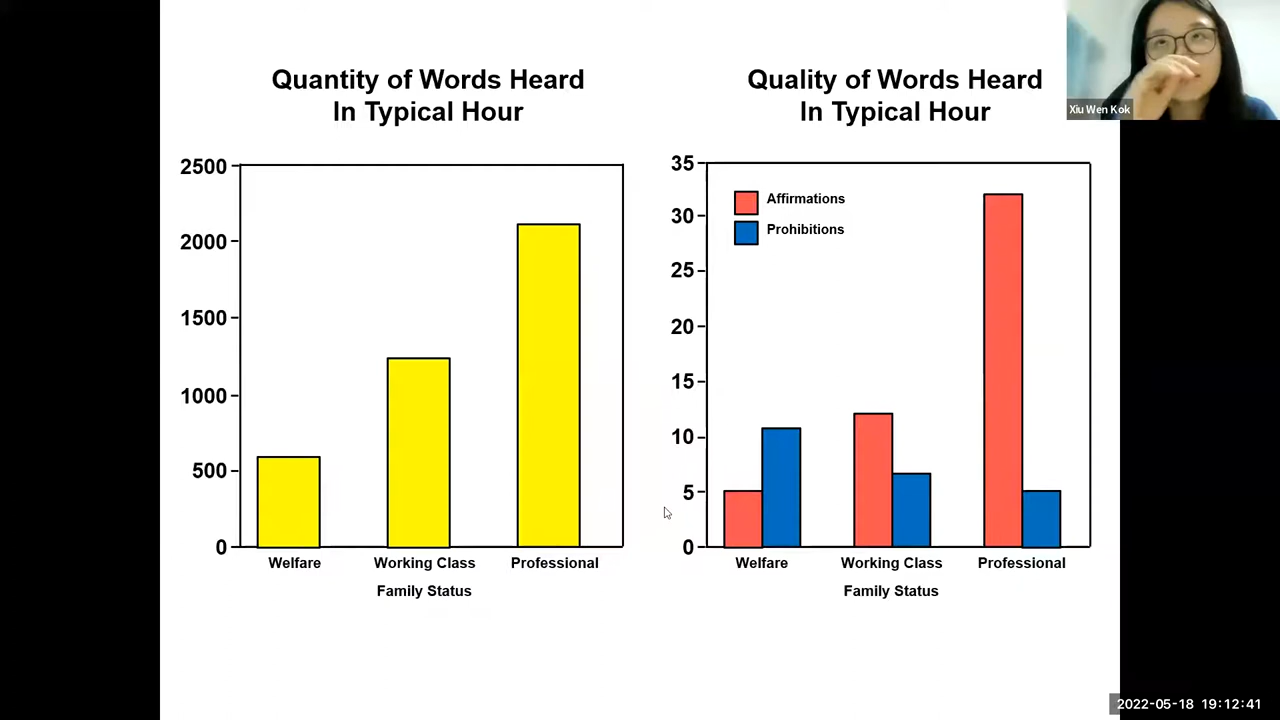 Quantity of Words Heard
In Typical Hour
2500
2000
1500
1000
500
0
Welfare
Working Class
Professional
Family Status
Quality of Words Heard
In Typical Hour
35
30
25
20
15
10
5
0
Affirmations
Prohibitions
Welfare
Working Class
Professional
Family Status
Xiu Wen Kok
2022-05-18 19:12:41